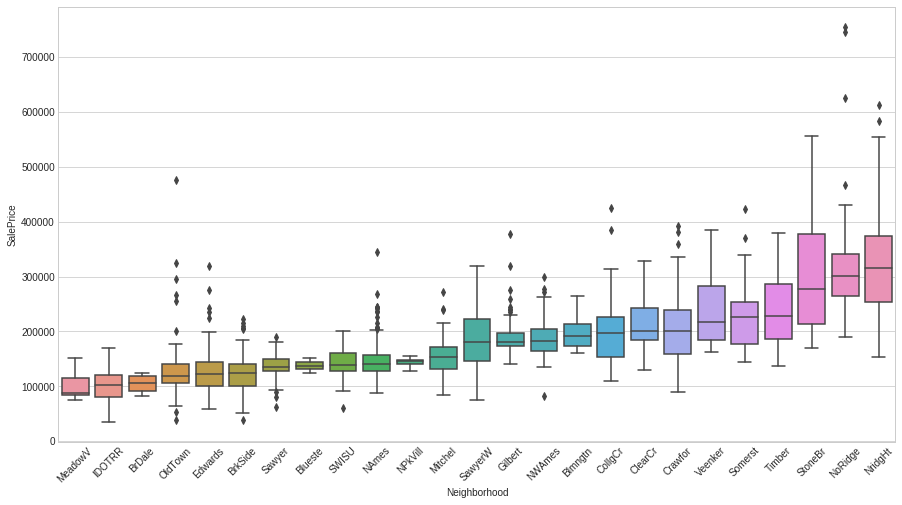 700000
600000
500000
400000
300000
200000
100000
0
SalePrice
MeadowV
IDOTRR
BrDale
OldTown
Edwards
BrkSide
Sawyer
Blueste
SWISU
NAmes
NPkVill
Mitchel
SawyerW
Gilbert
NWAmes
Blmngtn
CollgCr
ClearCr
Crawfor
Veenker
Somerst
Timber
StoneBr
NoRidge
NridgHt
Neighborhood